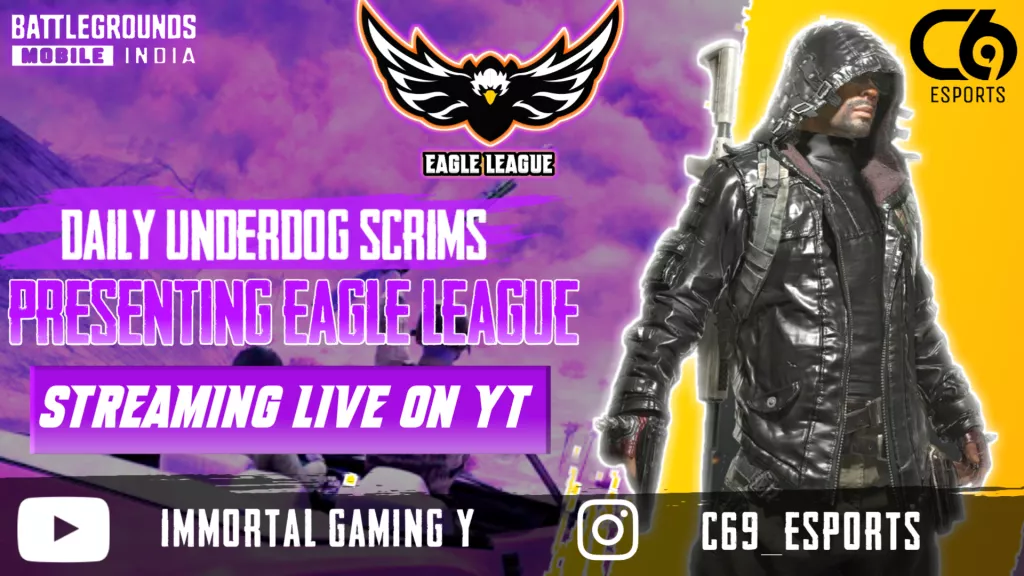 BATTLEGROUNDS
MOBILE INDIA
C69
ESPORTS
EAGLE LEAGUE
DAILY UNDERDOG SCRIMS
PRESENTING EAGLE LEAGUE
STREAMING LIVE ON YT
IMMORTAL GAMING Y
C69_ESPORTS